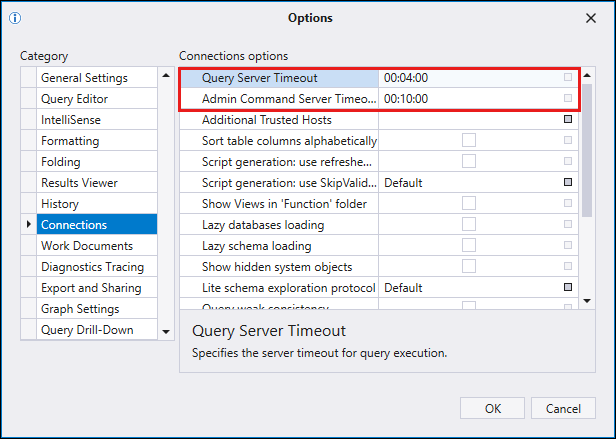 Options
Category
Connections options
General Settings
Query Editor
IntelliSense
Formatting
Folding
Results Viewer
History
Connections
Work Documents
Diagnostics Tracing
Export and Sharing
Graph Settings
Query Drill-Down
Query Server Timeout 00:04:00
Admin Command Server Timeo... 00:10:00
Additional Trusted Hosts
Sort table columns alphabetically
Script generation: use refreshe...
Script generation: use SkipValid... Default
Show Views in 'Function' folder
Lazy databases loading
Lazy schema loading
Show hidden system objects
Lite schema exploration protocol Default
Query weak consistency
Query Server Timeout
Specifies the server timeout for query execution.
OK Cancel